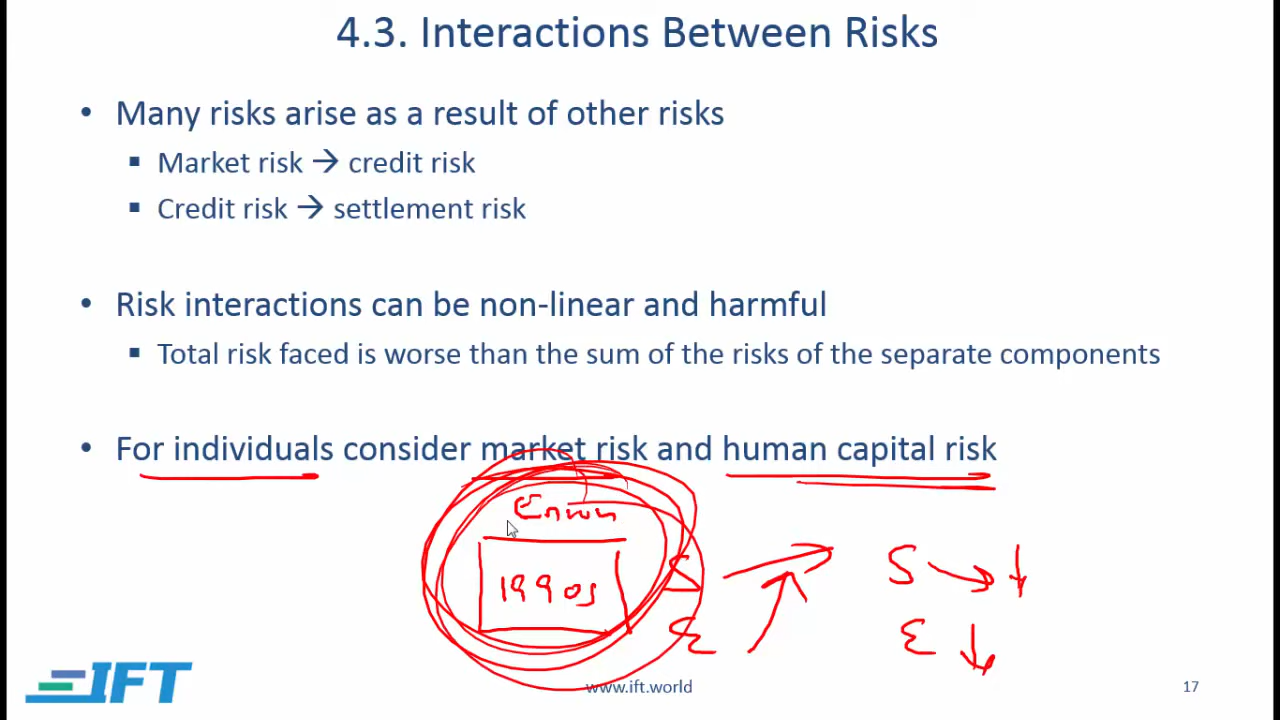 4.3. Interactions Between Risks
• Many risks arise as a result of other risks
▪ Market risk → credit risk
▪ Credit risk → settlement risk
• Risk interactions can be non-linear and harmful
▪ Total risk faced is worse than the sum of the risks of the separate components
• For individuals consider market risk and human capital risk
Enron
1990s
S
E
S ↓
E ↓
IFT
www.ift.world
17